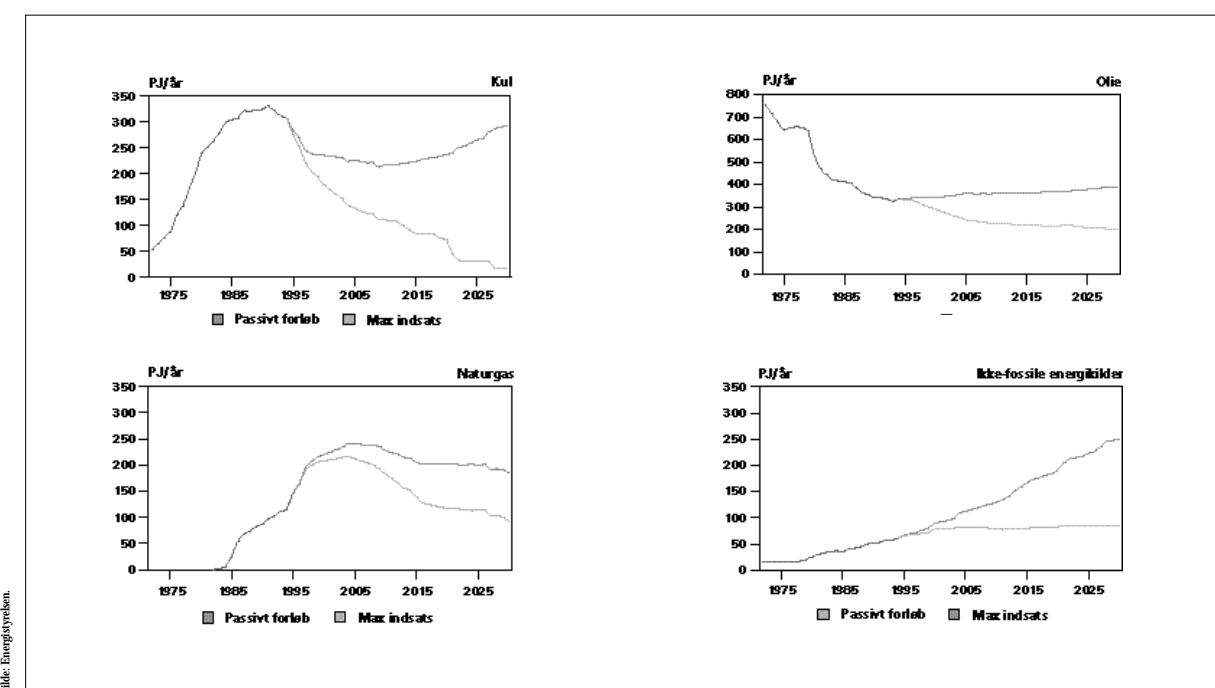 PJ/år Kul
350
300
250
200
150
100
50
0
1975 1985 1995 2005 2015 2025
Passivt forløb Max indsats
PJ/år Olie
800
700
600
500
400
300
200
100
0
1975 1985 1995 2005 2015 2025
PJ/år Naturgas
350
300
250
200
150
100
50
0
1975 1985 1995 2005 2015 2025
Passivt forløb Max indsats
PJ/år Ikke-fossile energikilder
350
300
250
200
150
100
50
0
1975 1985 1995 2005 2015 2025
Passivt forløb Max indsats
ilde: Energistyrelsen.